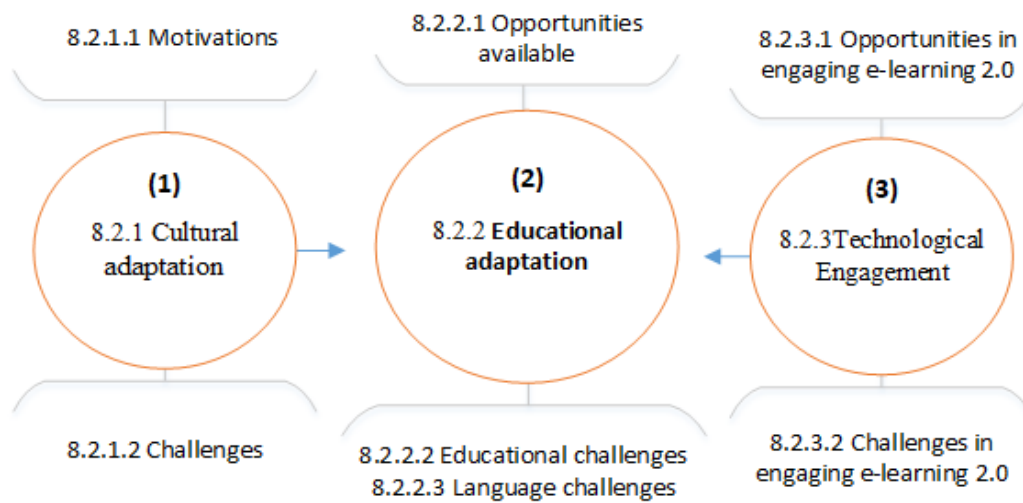 8.2.1.1 Motivations
8.2.2.1 Opportunities
available
8.2.3.1 Opportunities in
engaging e-learning 2.0
(1)
8.2.1 Cultural
adaptation
(2)
8.2.2 Educational
adaptation
(3)
8.2.3Technological
Engagement
8.2.1.2 Challenges
8.2.2.2 Educational challenges
8.2.2.3 Language challenges
8.2.3.2 Challenges in
engaging e-learning 2.0